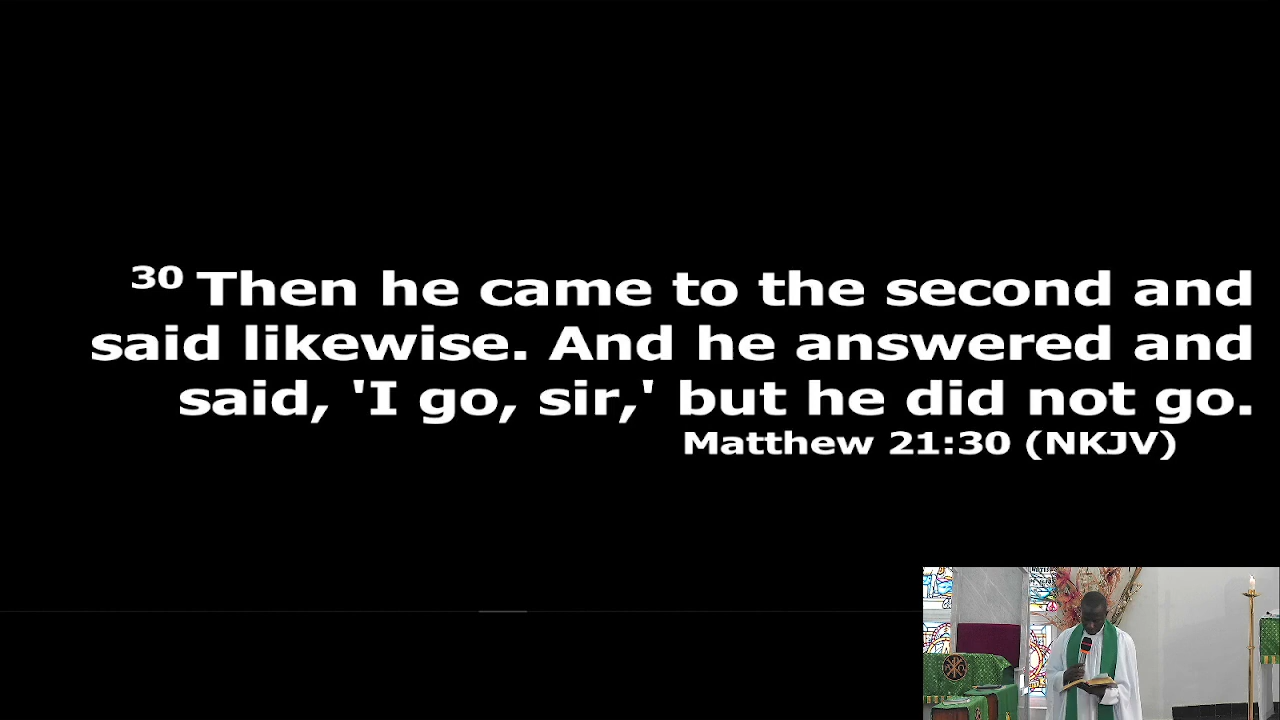 30 Then he came to the second and
said likewise. And he answered and
said, 'I go, sir,' but he did not go.
Matthew 21:30 (NKJV)